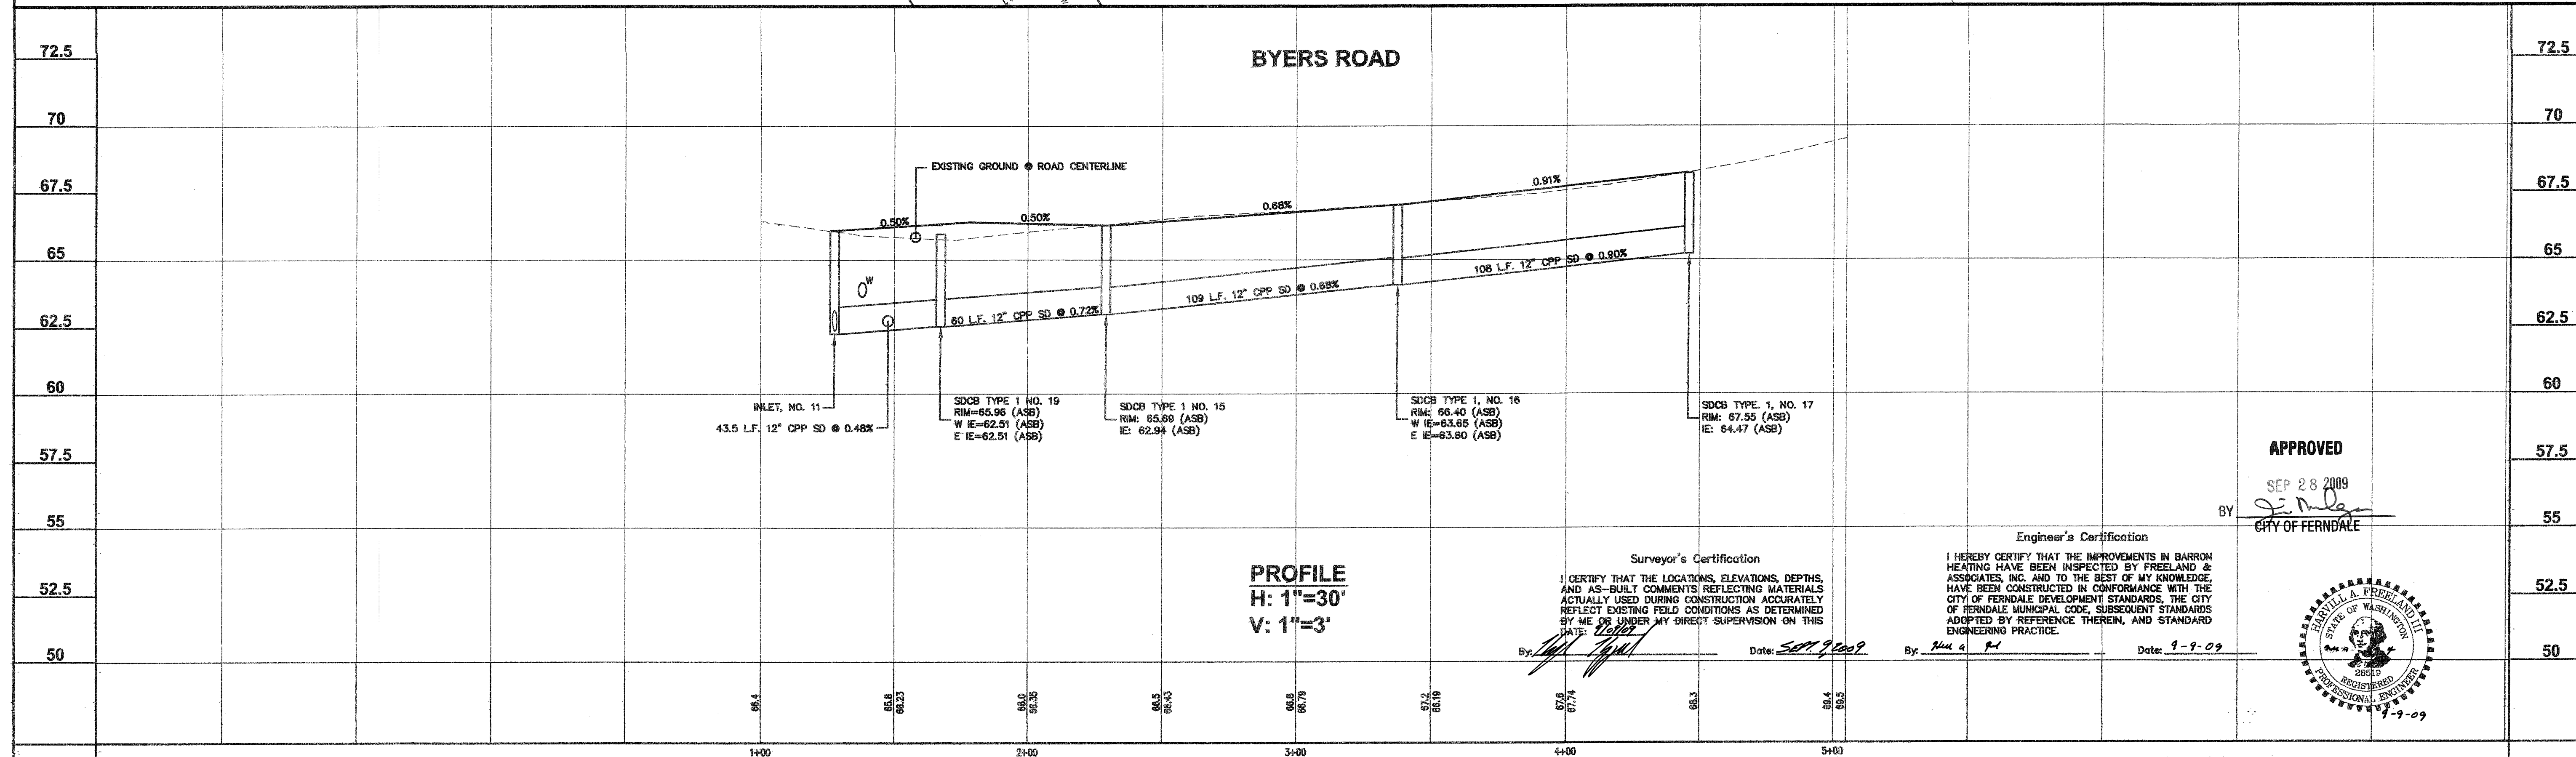 BYERS ROAD
72.5
70
67.5
65
62.5
60
57.5
55
52.5
50
72.5
70
67.5
65
62.5
60
57.5
55
52.5
50
EXISTING GROUND @ ROAD CENTERLINE
0.50%
0.50%
0.68%
0.91%
W
60 L.F. 12" CPP SD @ 0.72%
109 L.F. 12" CPP SD @ 0.68%
108 L.F. 12" CPP SD @ 0.90%
INLET, NO. 11
43.5 L.F. 12" CPP SD @ 0.48%
SDCB TYPE 1 NO. 19
RIM=65.96 (ASB)
W IE=62.51 (ASB)
E IE=62.51 (ASB)
SDCB TYPE 1 NO. 15
RIM: 65.69 (ASB)
IE: 62.94 (ASB)
SDCB TYPE 1, NO. 16
RIM: 66.40 (ASB)
W IE=63.65 (ASB)
E IE=63.60 (ASB)
SDCB TYPE. 1, NO. 17
RIM: 67.55 (ASB)
IE: 64.47 (ASB)
APPROVED
SEP 28 2009
BY
CITY OF FERNDALE
PROFILE
H: 1"=30'
V: 1"=3'
Surveyor's Certification
I CERTIFY THAT THE LOCATIONS, ELEVATIONS, DEPTHS,
AND AS-BUILT COMMENTS REFLECTING MATERIALS
ACTUALLY USED DURING CONSTRUCTION ACCURATELY
REFLECT EXISTING FEILD CONDITIONS AS DETERMINED
BY ME OR UNDER MY DIRECT SUPERVISION ON THIS
DATE: 9/09/09
By:
Date: SEPT. 9, 2009
Engineer's Certification
I HEREBY CERTIFY THAT THE IMPROVEMENTS IN BARRON
HEATING HAVE BEEN INSPECTED BY FREELAND &
ASSOCIATES, INC. AND TO THE BEST OF MY KNOWLEDGE,
HAVE BEEN CONSTRUCTED IN CONFORMANCE WITH THE
CITY OF FERNDALE DEVELOPMENT STANDARDS, THE CITY
OF FERNDALE MUNICIPAL CODE, SUBSEQUENT STANDARDS
ADOPTED BY REFERENCE THEREIN, AND STANDARD
ENGINEERING PRACTICE.
By:
Date: 9-9-09
HARVILL A. FREELAND III
STATE OF WASHINGTON
28519
REGISTERED
PROFESSIONAL ENGINEER
9-9-09
66.4
65.8
66.23
66.0
66.35
66.5
66.43
66.8
66.79
67.2
66.19
67.6
67.74
68.3
69.4
69.5
1+00
2+00
3+00
4+00
5+00